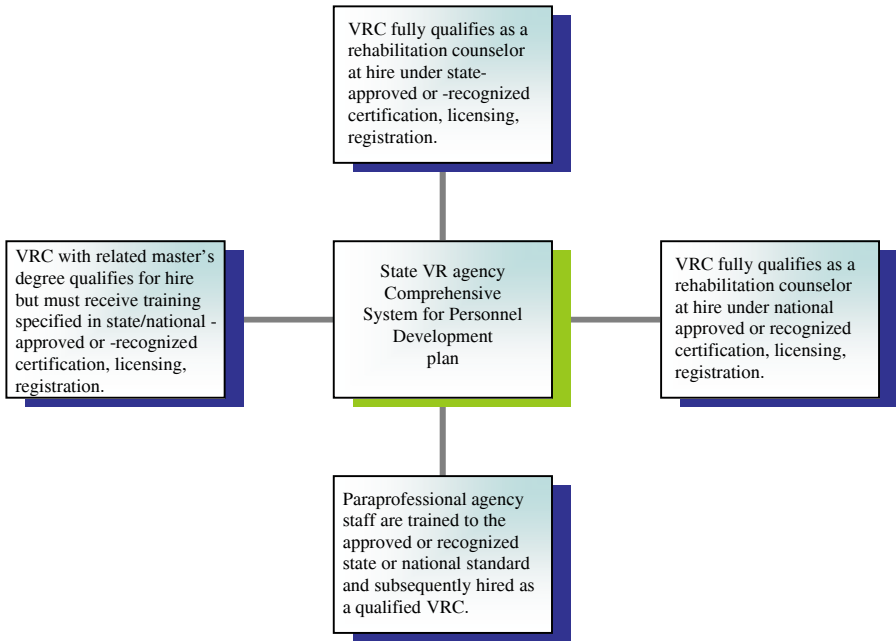 VRC fully qualifies as a
rehabilitation counselor
at hire under state-
approved or -recognized
certification, licensing,
registration.
VRC with related master’s
degree qualifies for hire
but must receive training
specified in state/national -
approved or -recognized
certification, licensing,
registration.
State VR agency
Comprehensive
System for Personnel
Development
plan
VRC fully qualifies as a
rehabilitation counselor
at hire under national
approved or recognized
certification, licensing,
registration.
Paraprofessional agency
staff are trained to the
approved or recognized
state or national standard
and subsequently hired as
a qualified VRC.